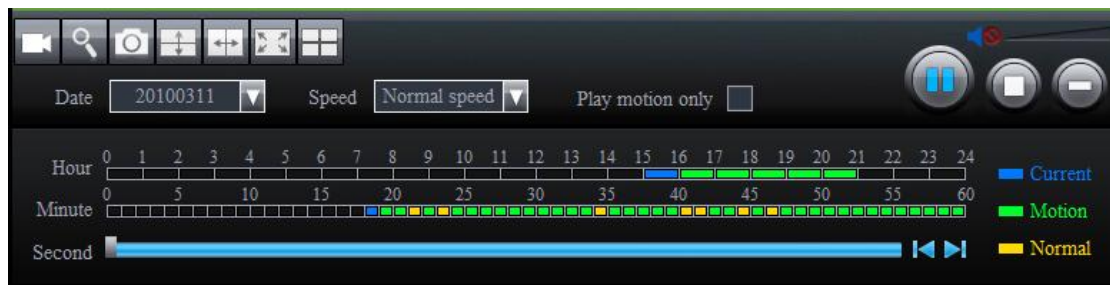 Date 20100311 Speed Normal speed Play motion only
0 1 2 3 4 5 6 7 8 9 10 11 12 13 14 15 16 17 18 19 20 21 22 23 24
Hour Current
0 5 10 15 20 25 30 35 40 45 50 55 60
Minute Motion
Second Normal